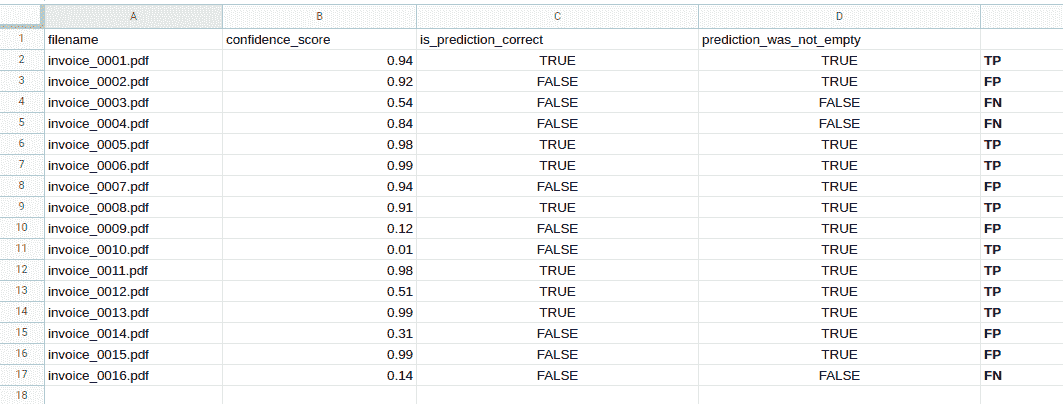 A B C D
1 filename confidence_score is_prediction_correct prediction_was_not_empty
2 invoice_0001.pdf 0.94 TRUE TRUE TP
3 invoice_0002.pdf 0.92 FALSE TRUE FP
4 invoice_0003.pdf 0.54 FALSE FALSE FN
5 invoice_0004.pdf 0.84 FALSE FALSE FN
6 invoice_0005.pdf 0.98 TRUE TRUE TP
7 invoice_0006.pdf 0.99 TRUE TRUE TP
8 invoice_0007.pdf 0.94 FALSE TRUE FP
9 invoice_0008.pdf 0.91 TRUE TRUE TP
10 invoice_0009.pdf 0.12 FALSE TRUE FP
11 invoice_0010.pdf 0.01 FALSE TRUE TP
12 invoice_0011.pdf 0.98 TRUE TRUE TP
13 invoice_0012.pdf 0.51 TRUE TRUE TP
14 invoice_0013.pdf 0.99 TRUE TRUE TP
15 invoice_0014.pdf 0.31 FALSE TRUE FP
16 invoice_0015.pdf 0.99 FALSE TRUE FP
17 invoice_0016.pdf 0.14 FALSE FALSE FN
18